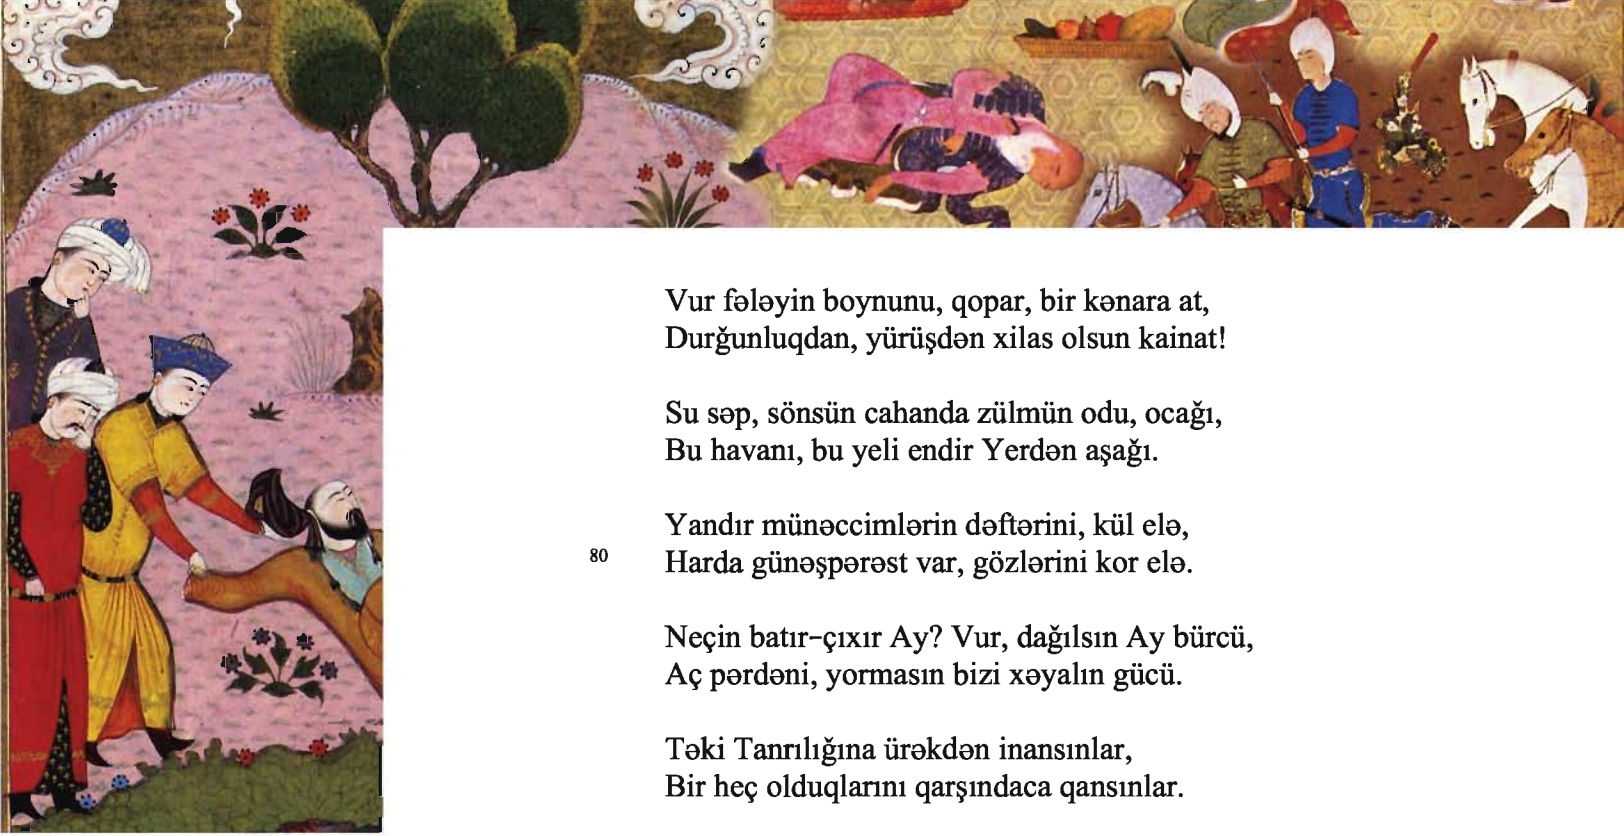 Vur fələyin boynunu, qopar, bir kənara at,
Durğunluqdan, yürüşdən xilas olsun kainat!
Su səp, sönsün cahanda zülmün odu, ocağı,
Bu havanı, bu yeli endir Yerdən aşağı.
Yandır münəccimlərin dəftərini, kül elə,
80 Harda günəşpərəst var, gözlərini kor elə.
Neçin batır-çıxır Ay? Vur, dağılsın Ay bürcü,
Aç pərdəni, yormasın bizi xəyalın gücü.
Təki Tanrılığına ürəkdən inansınlar,
Bir heç olduqlarını qarşındaca qansınlar.